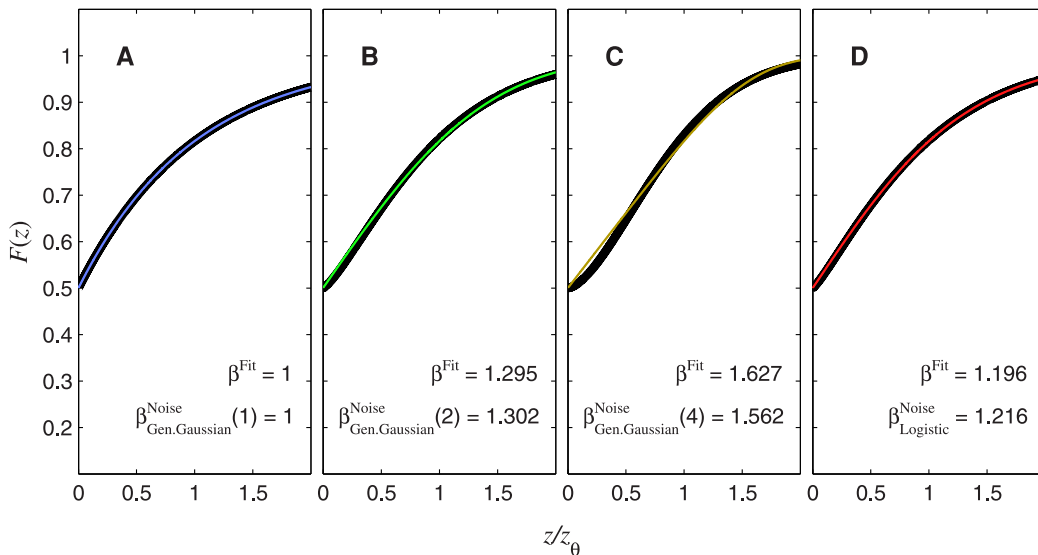 A B C D
1
0.9
0.8
0.7
0.6
0.5
0.4
0.3
0.2
F(z)
β^Fit = 1
β^Noise_Gen.Gaussian(1) = 1
β^Fit = 1.295
β^Noise_Gen.Gaussian(2) = 1.302
β^Fit = 1.627
β^Noise_Gen.Gaussian(4) = 1.562
β^Fit = 1.196
β^Noise_Logistic = 1.216
0 0.5 1 1.5 0 0.5 1 1.5 0 0.5 1 1.5 0 0.5 1 1.5
z/z_θ